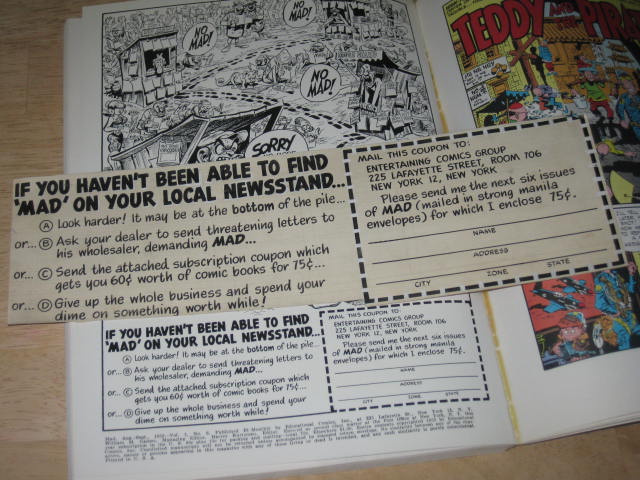 NO MAD!
NO MAD!
NO MAD!
NO MAD!
SORRY
TEDDY AND
IF YOU HAVEN'T BEEN ABLE TO FIND
'MAD' ON YOUR LOCAL NEWSSTAND...
Ⓐ Look harder! It may be at the bottom of the pile...
or... Ⓑ Ask your dealer to send threatening letters to
his wholesaler, demanding MAD...
or... Ⓒ Send the attached subscription coupon which
gets you 60¢ worth of comic books for 75¢...
or... Ⓓ Give up the whole business and spend your
dime on something worth while!
MAIL THIS COUPON TO:
ENTERTAINING COMICS GROUP
225 LAFAYETTE STREET, ROOM 706
NEW YORK 12, NEW YORK
Please send me the next six issues
of MAD (mailed in strong manila
envelopes) for which I enclose 75¢.
NAME
ADDRESS
CITY ZONE STATE
IF YOU HAVEN'T BEEN ABLE TO FIND
'MAD' ON YOUR LOCAL NEWSSTAND...
Ⓐ Look harder! It may be at the bottom of the pile...
or... Ⓑ Ask your dealer to send threatening letters to
his wholesaler, demanding MAD...
or... Ⓒ Send the attached subscription coupon which
gets you 60¢ worth of comic books for 75¢...
or... Ⓓ Give up the whole business and spend your
dime on something worth while!
MAIL THIS COUPON TO:
ENTERTAINING COMICS GROUP
225 LAFAYETTE STREET, ROOM 706
NEW YORK 12, NEW YORK
Please send me the next six issues
of MAD (mailed in strong manila
envelopes) for which I enclose 75¢.
NAME
ADDRESS
CITY ZONE STATE